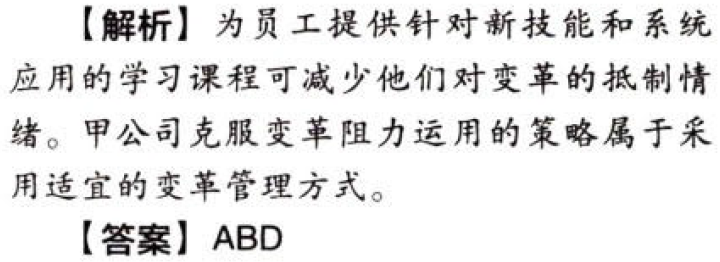 【解析】为员工提供针对新技能和系统
应用的学习课程可减少他们对变革的抵制情
绪。甲公司克服变革阻力运用的策略属于采
用适宜的变革管理方式。
【答案】ABD